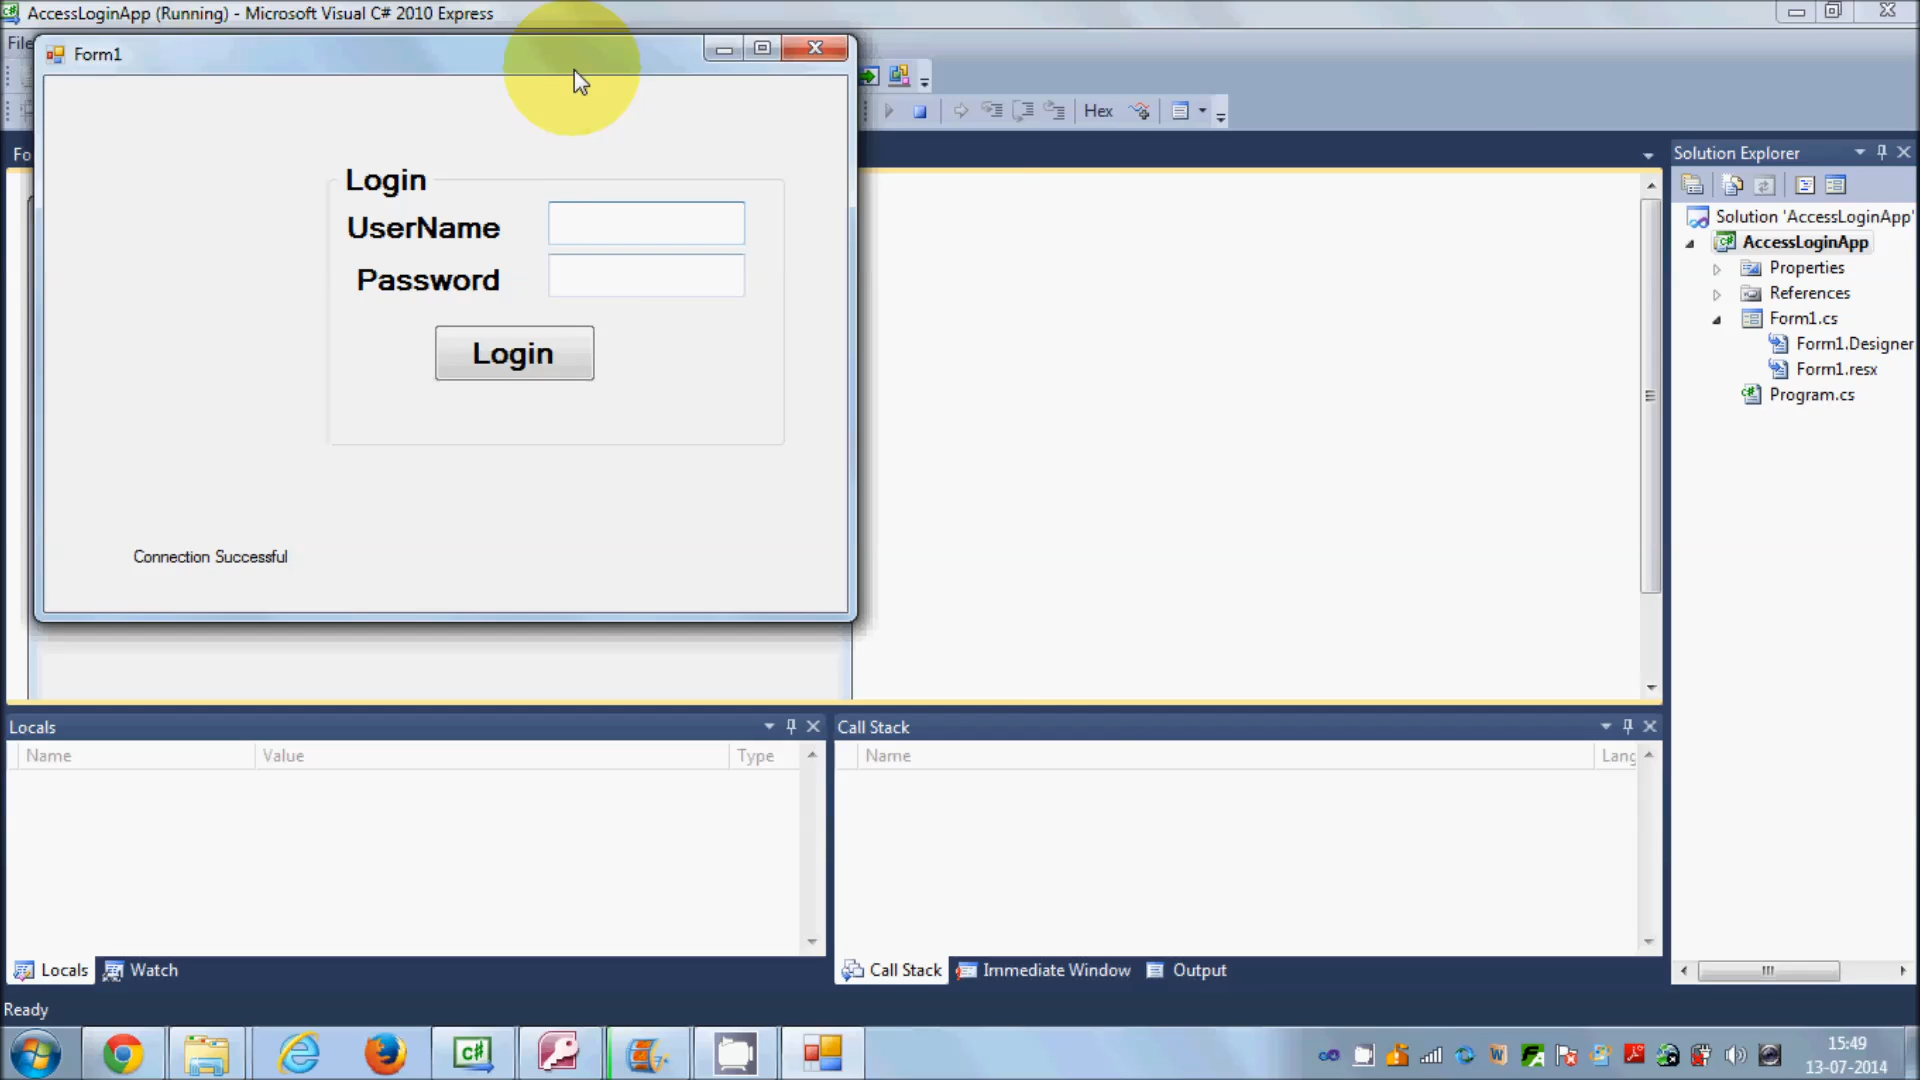 AccessLoginApp (Running) - Microsoft Visual C# 2010 Express
File
Form1
Hex
Fo
Login
UserName
Password
Login
Connection Successful
Solution Explorer
Solution 'AccessLoginApp'
AccessLoginApp
Properties
References
Form1.cs
Form1.Designer
Form1.resx
Program.cs
Locals
Name Value Type
Call Stack
Name Lang
Locals Watch
Call Stack Immediate Window Output
Ready
15:49
13-07-2014